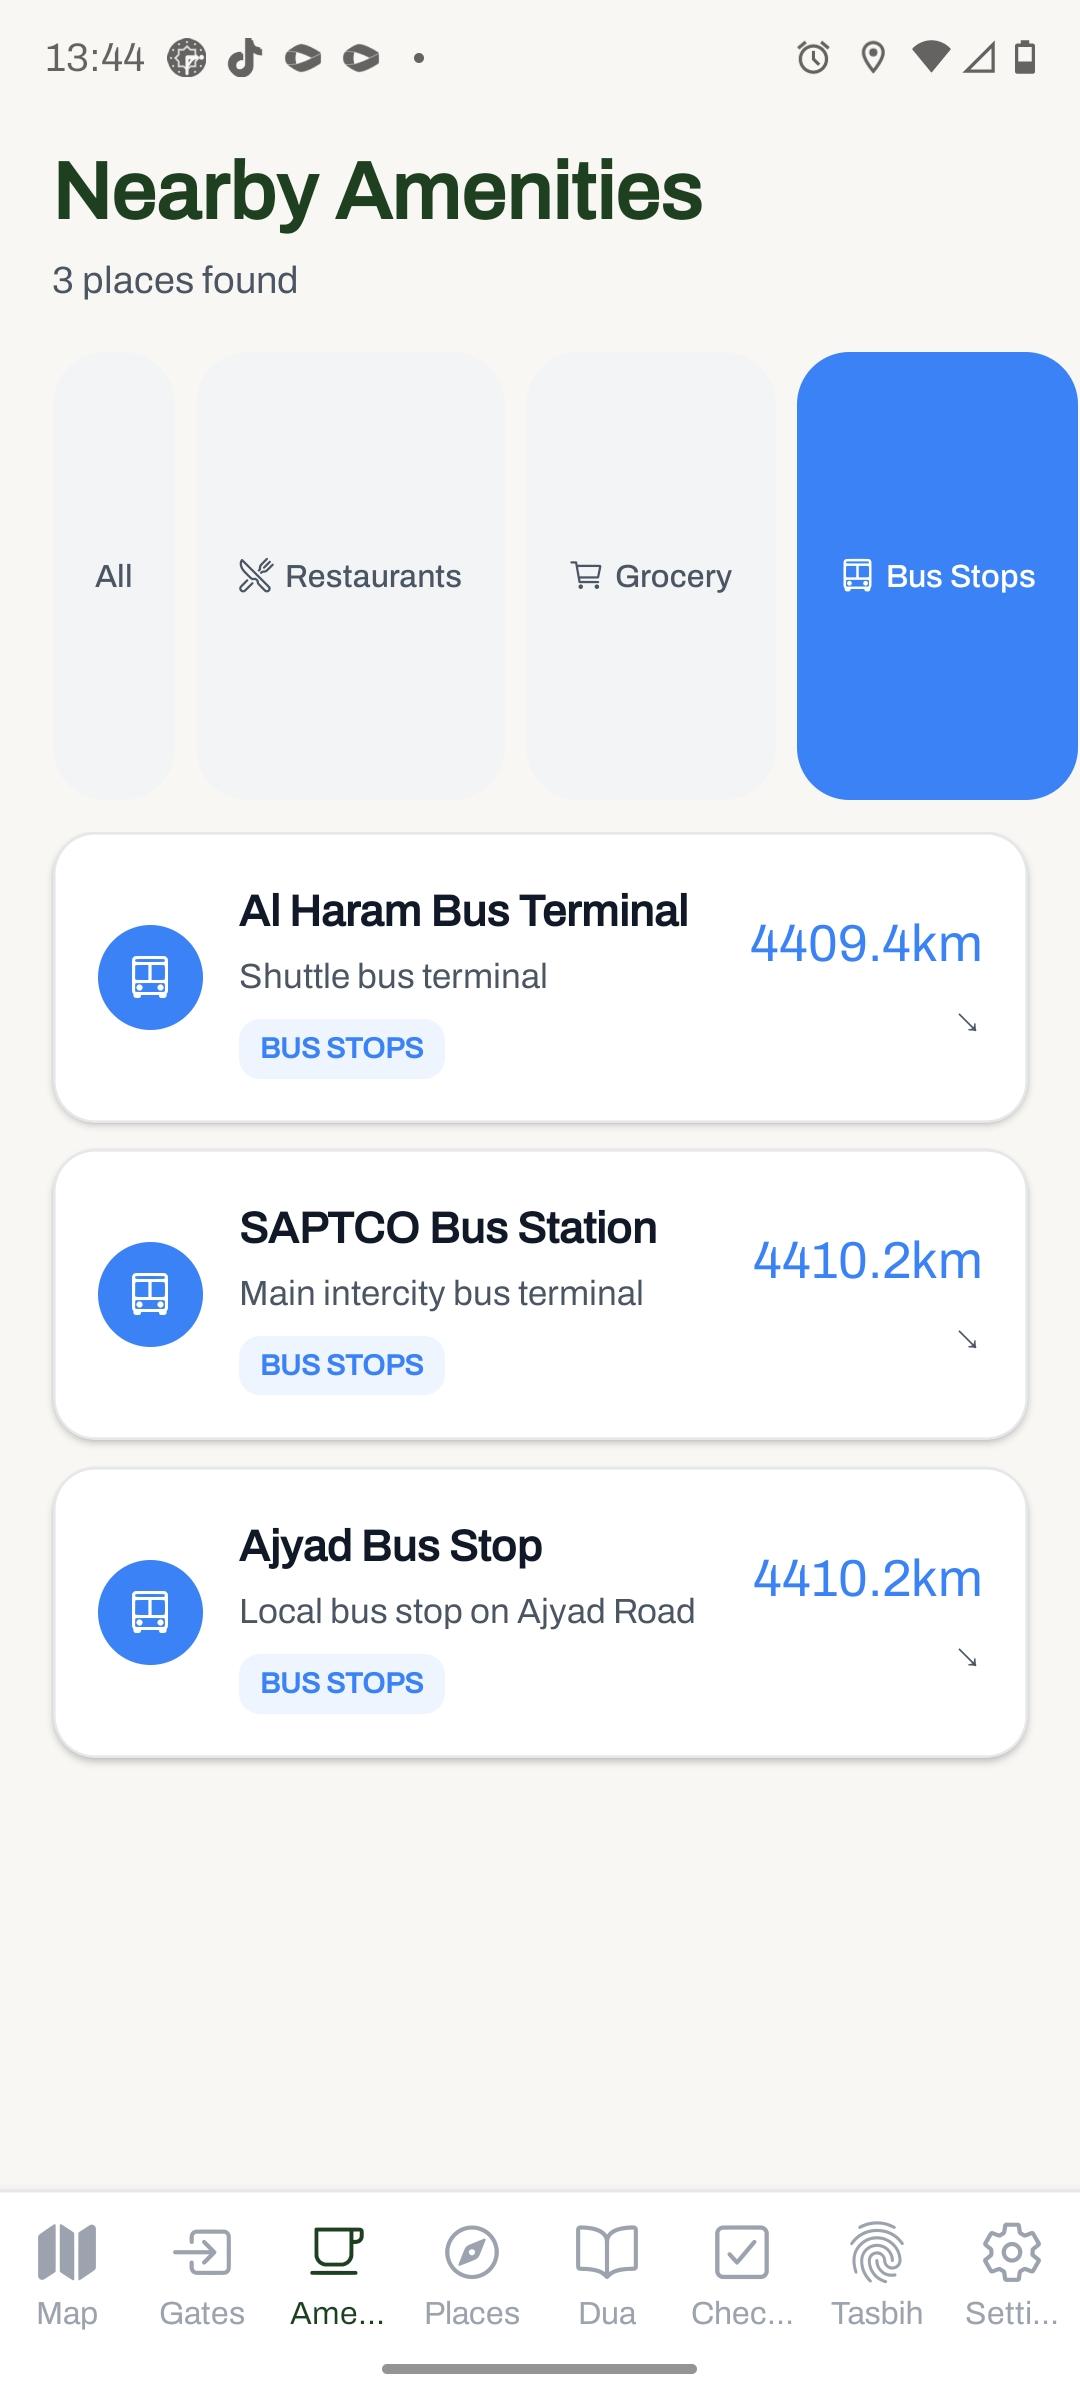 13:44
Nearby Amenities
3 places found
All
Restaurants
Grocery
Bus Stops
Al Haram Bus Terminal
4409.4km
Shuttle bus terminal
BUS STOPS
SAPTCO Bus Station
4410.2km
Main intercity bus terminal
BUS STOPS
Ajyad Bus Stop
4410.2km
Local bus stop on Ajyad Road
BUS STOPS
Map
Gates
Ame...
Places
Dua
Chec...
Tasbih
Setti...